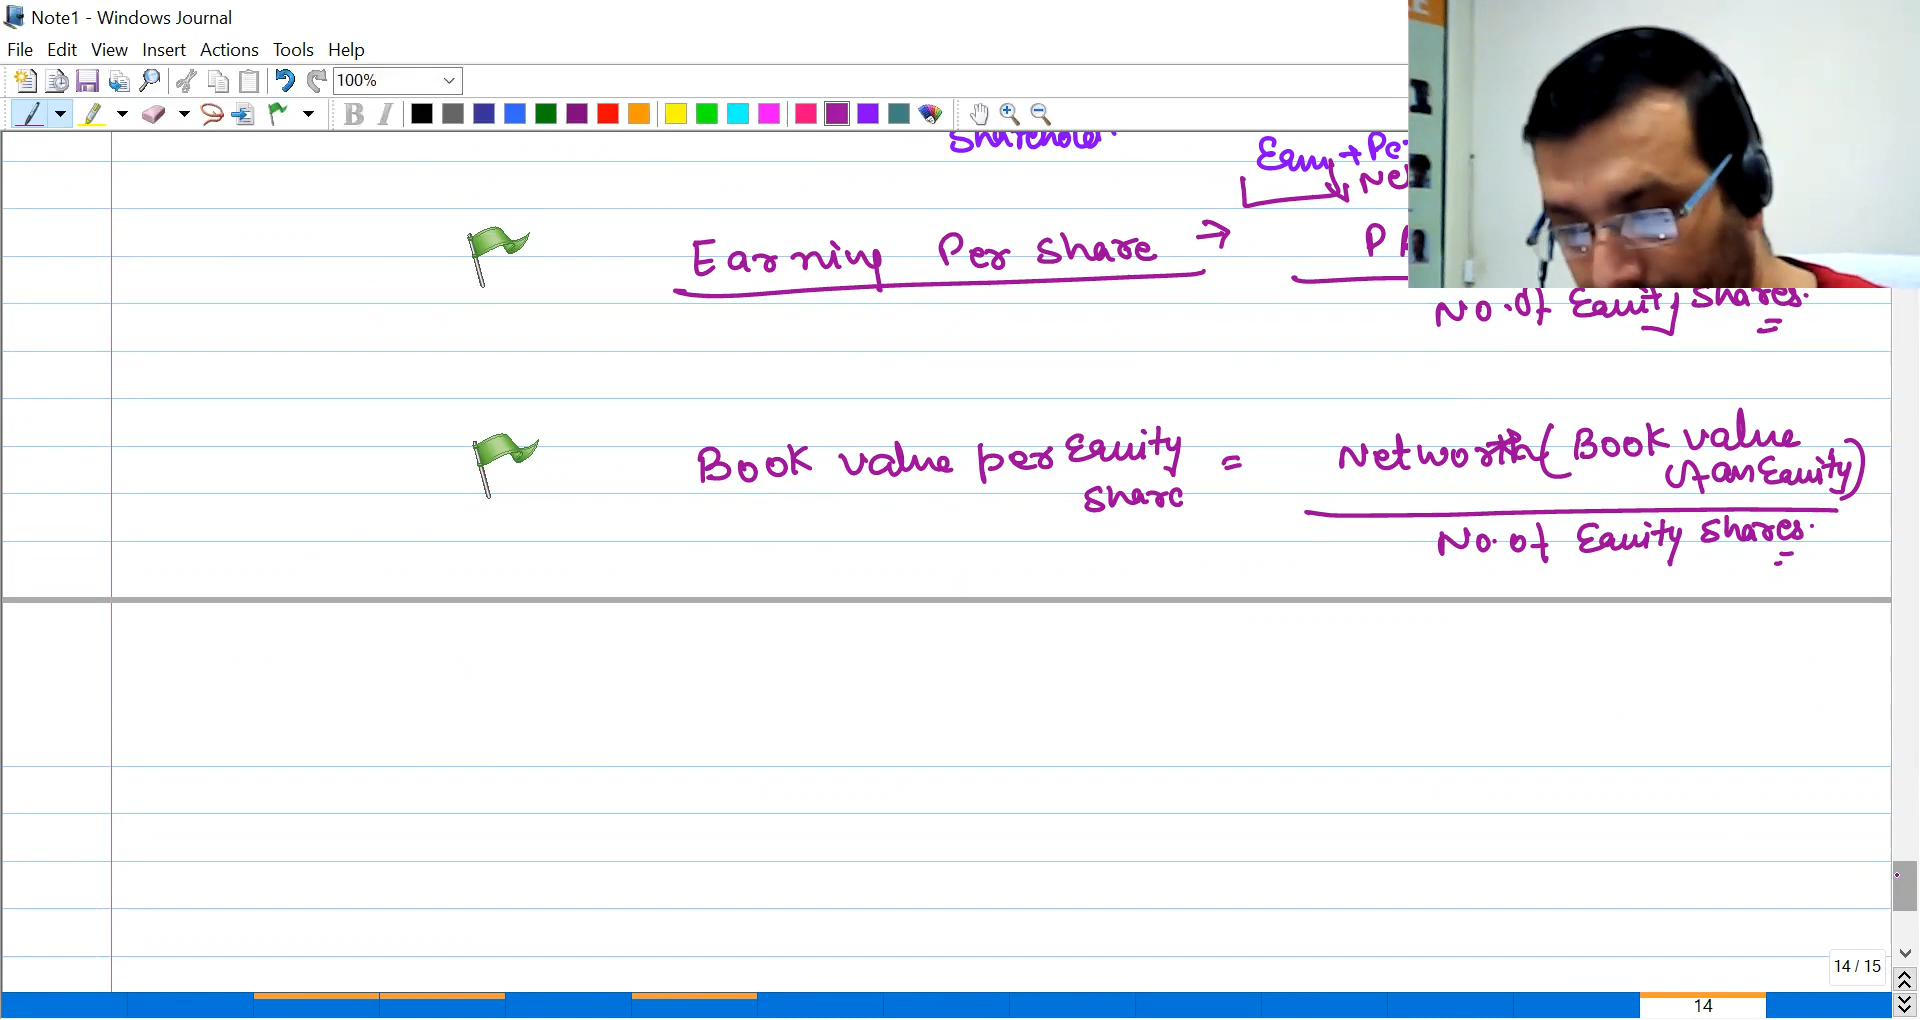 Note1 - Windows Journal
File Edit View Insert Actions Tools Help
100%
B I
Shareholder.
Earning Per Share →
No. of Equity Shares.
Book value per Equity Share = Networth (Book value of an Equity)
No. of Equity Shares.
14 / 15
14